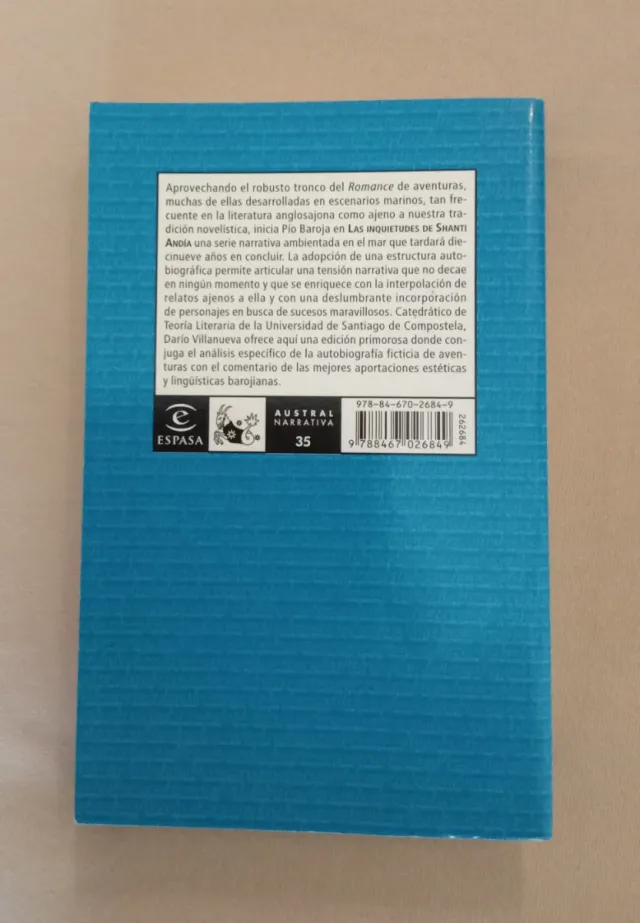 Aprovechando el robusto tronco del Romance de aventuras,
muchas de ellas desarrolladas en escenarios marinos, tan fre-
cuente en la literatura anglosajona como ajeno a nuestra tra-
dición novelística, inicia Pío Baroja en LAS INQUIETUDES DE SHANTI
ANDÍA una serie narrativa ambientada en el mar que tardará die-
cinueve años en concluir. La adopción de una estructura auto-
biográfica permite articular una tensión narrativa que no decae
en ningún momento y que se enriquece con la interpolación de
relatos ajenos a ella y con una deslumbrante incorporación
de personajes en busca de sucesos maravillosos. Catedrático de
Teoría Literaria de la Universidad de Santiago de Compostela,
Darío Villanueva ofrece aquí una edición primorosa donde con-
juga el análisis específico de la autobiografía ficticia de aven-
turas con el comentario de las mejores aportaciones estéticas
y lingüísticas barojianas.
e
ESPASA
AUSTRAL
NARRATIVA
35
978-84-670-2684-9
9 788467 026849
262684